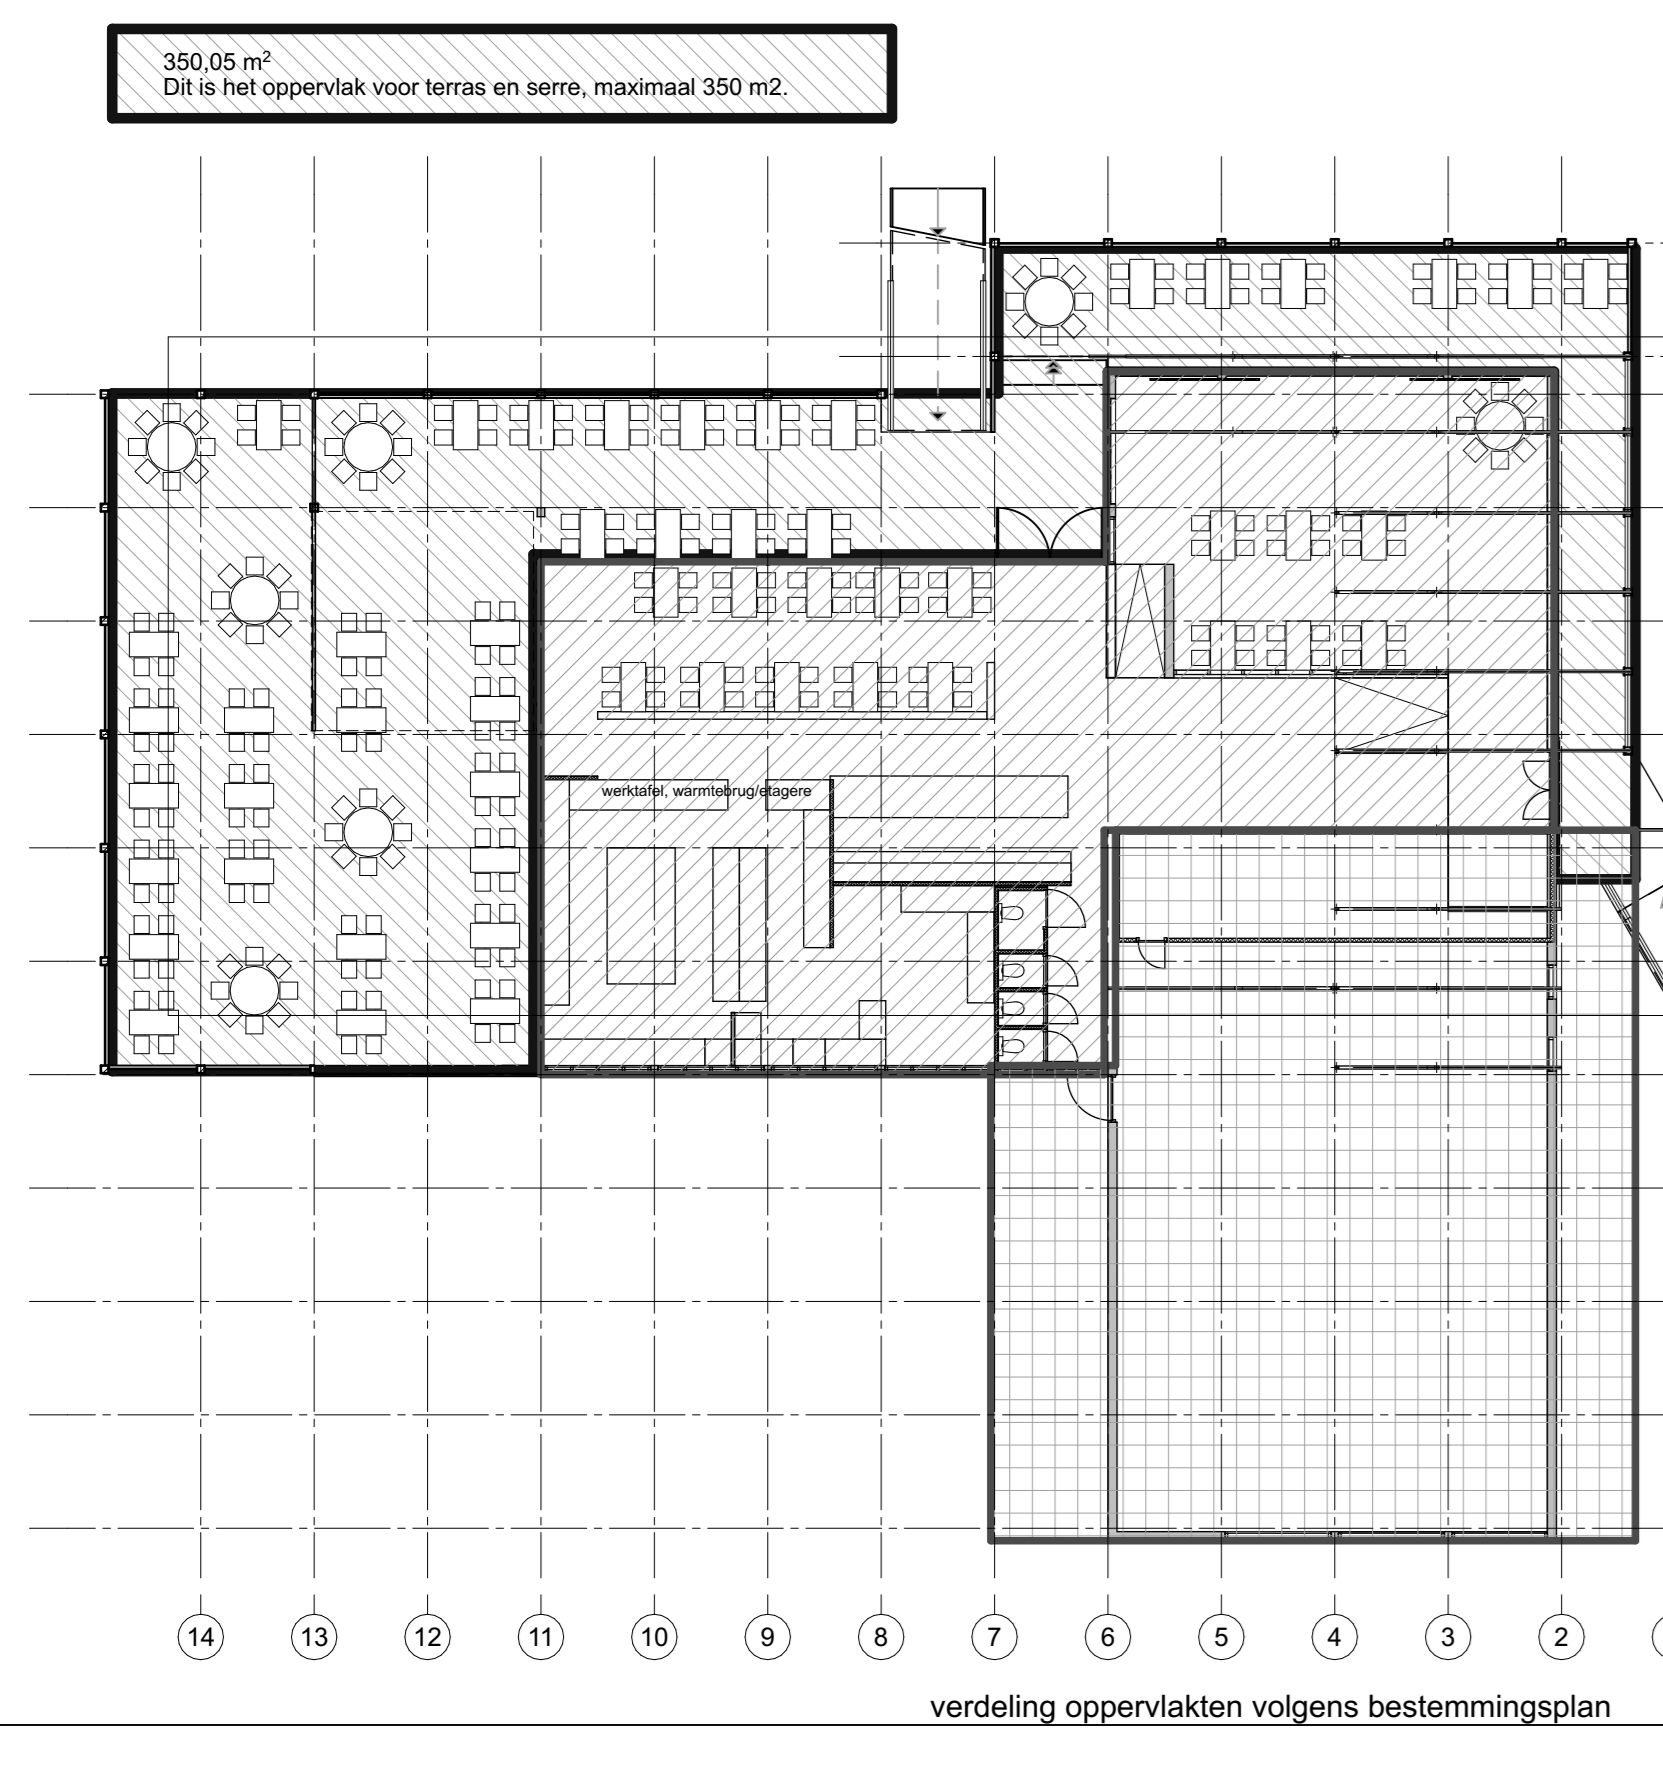 350,05 m²
Dit is het oppervlak voor terras en serre, maximaal 350 m2.
werktafel, warmtebrug/etagere
14 13 12 11 10 9 8 7 6 5 4 3 2
verdeling oppervlakten volgens bestemmingsplan